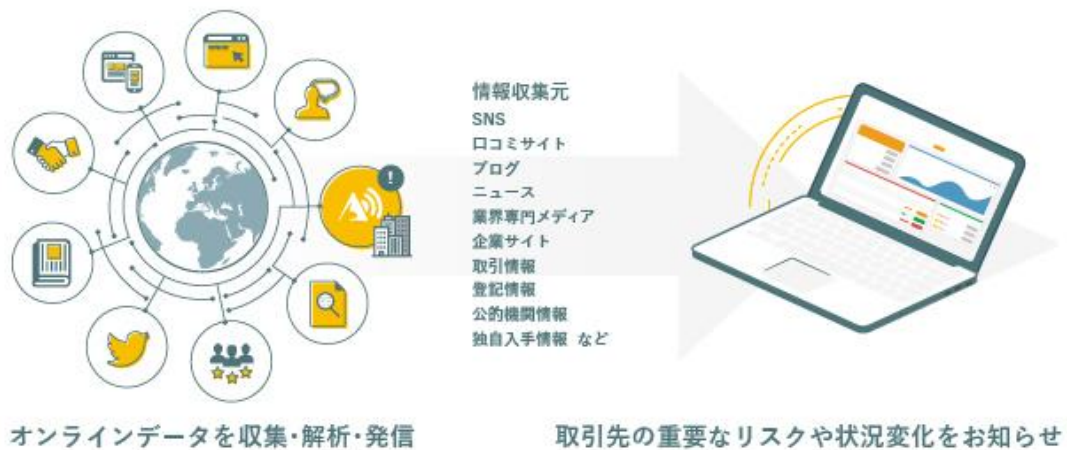 情報収集元
SNS
口コミサイト
ブログ
ニュース
業界専門メディア
企業サイト
取引情報
登記情報
公的機関情報
独自入手情報 など
オンラインデータを収集・解析・発信
取引先の重要なリスクや状況変化をお知らせ